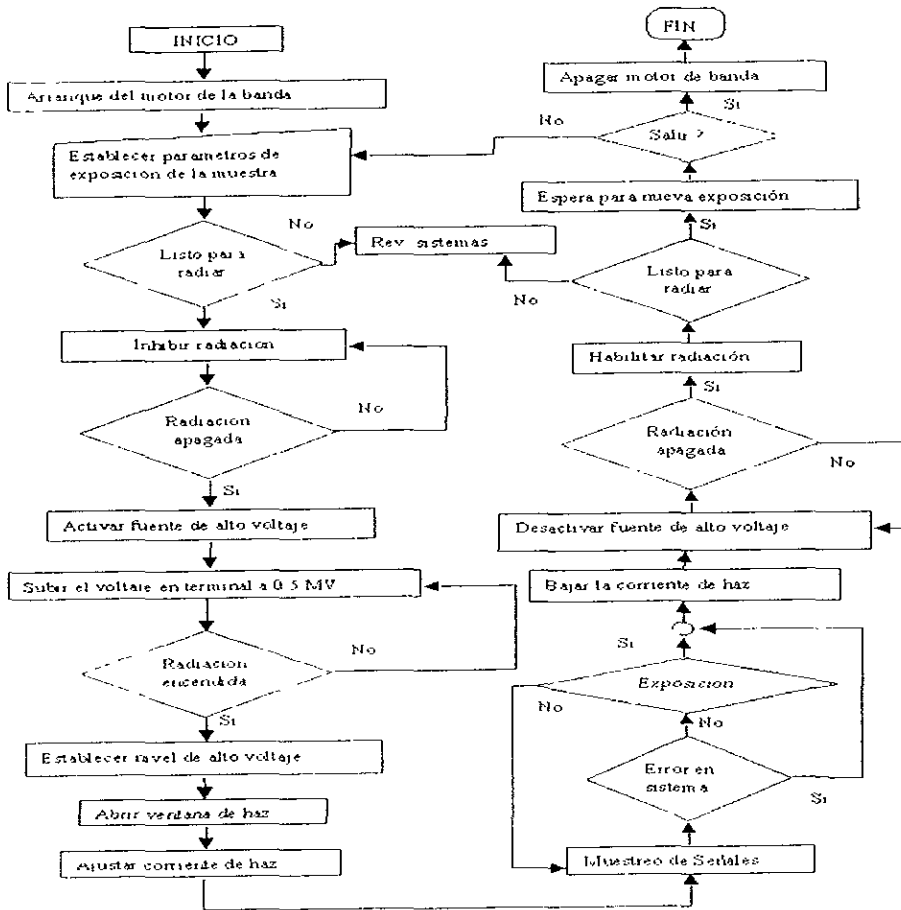 INICIO
Arranque del motor de la banda
Establecer parametros de
exposicion de la muestra
No
Listo para
radiar
Si
Inhibir radiacion
No
Radiacion
apagada
Si
Activar fuente de alto voltaje
Subir el voltaje en terminal a 0 5 MV
No
Radiacion
encendida
Si
Establecer nivel de alto voltaje
Abrir ventana de haz
Ajustar corriente de haz
FIN
Apagar motor de banda
Si
No
Salir ?
Espera para nueva exposición
Si
Rev sistemas
Listo para
radiar
No
Habilitar radiación
Si
Radiación
apagada
No
Desactivar fuente de alto voltaje
Bajar la corriente de haz
Si
Exposicion
No
No
Error en
sistema
Si
Muestreo de Señales